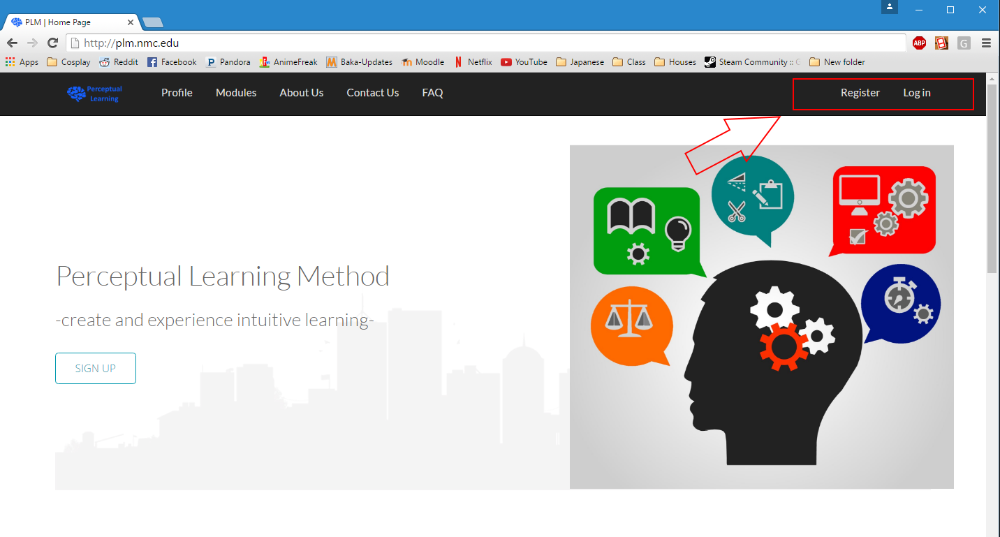 PLM | Home Page
http://plm.nmc.edu
ABP G
Apps Cosplay Reddit Facebook Pandora AnimeFreak Baka-Updates Moodle Netflix YouTube Japanese Class Houses Steam Community :: New folder
Perceptual Learning
Profile Modules About Us Contact Us FAQ Register Log in
Perceptual Learning Method
-create and experience intuitive learning-
SIGN UP